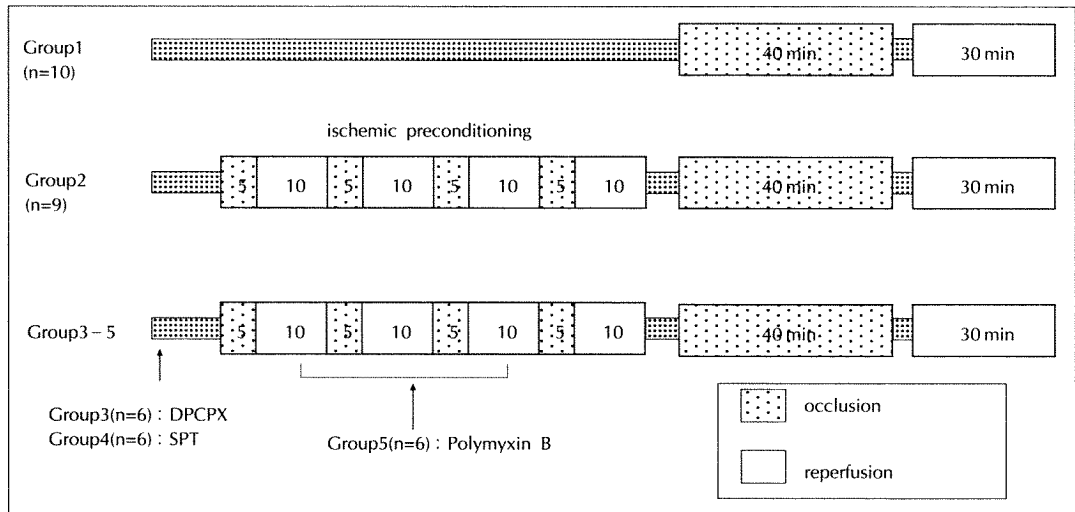 Group1
(n=10)
40 min
30 min
ischemic preconditioning
Group2
(n=9)
5 10 5 10 5 10 5 10
40 min
30 min
Group3-5
5 10 5 10 5 10 5 10
40 min
30 min
Group3(n=6) : DPCPX
Group4(n=6) : SPT
Group5(n=6) : Polymyxin B
occlusion
reperfusion